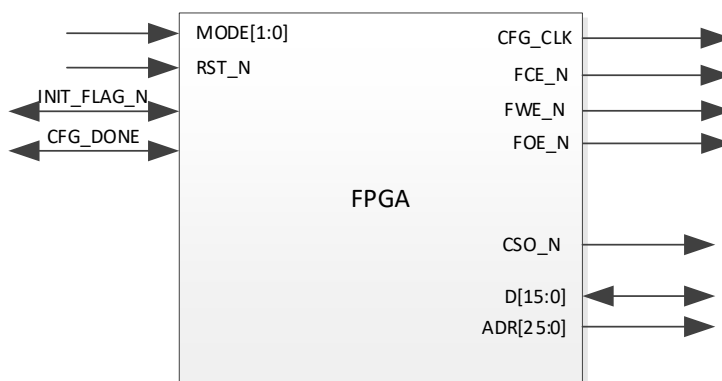 MODE[1:0]
CFG_CLK
RST_N
FCE_N
INIT_FLAG_N
FWE_N
CFG_DONE
FOE_N
FPGA
CSO_N
D[15:0]
ADR[25:0]